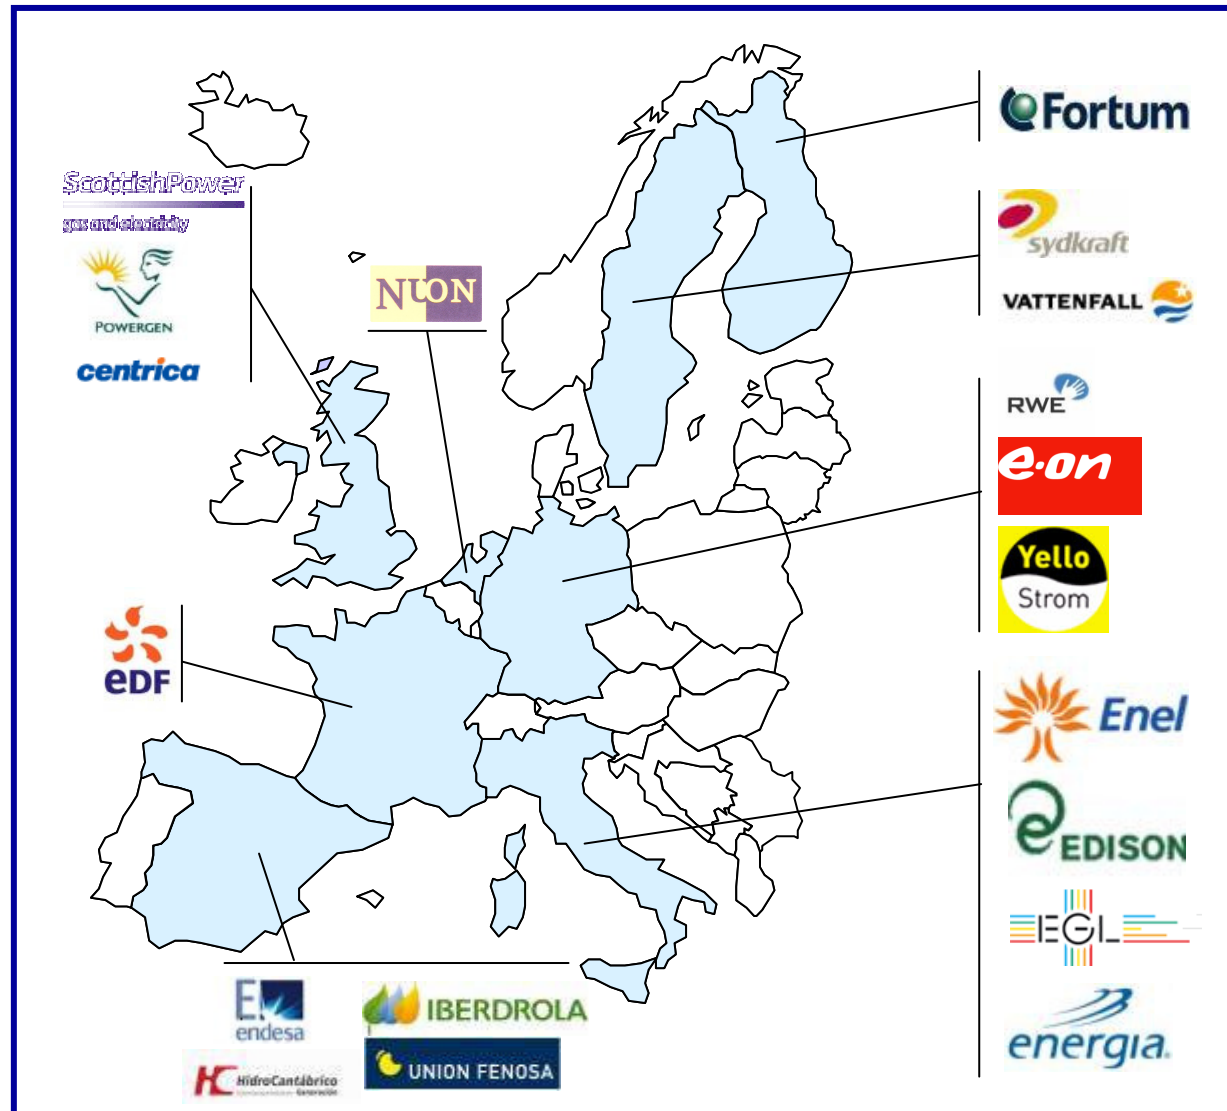 Fortum
ScottishPower
gas and electricity
sydkraft
POWERGEN
NUON
VATTENFALL
centrica
RWE
e·on
Yello
Strom
eDF
Enel
EDISON
EGL
endesa
IBERDROLA
energia
HC HidroCantábrico
UNION FENOSA